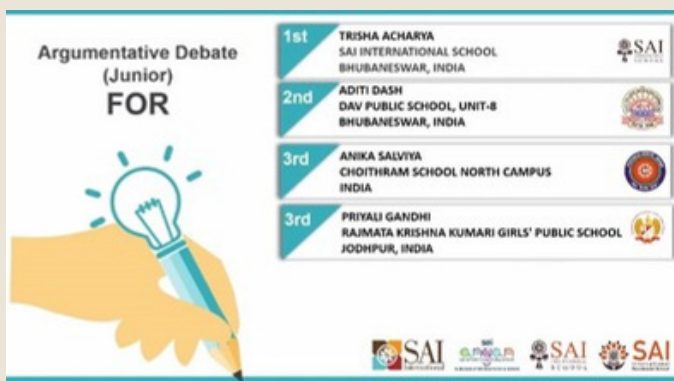 Argumentative Debate
(Junior)
FOR
1st
TRISHA ACHARYA
SAI INTERNATIONAL SCHOOL
BHUBANESWAR, INDIA
SAI
2nd
ADITI DASH
DAV PUBLIC SCHOOL, UNIT-8
BHUBANESWAR, INDIA
3rd
ANIKA SALVIYA
CHOITHRAM SCHOOL NORTH CAMPUS
INDIA
3rd
PRIYALI GANDHI
RAJMATA KRISHNA KUMARI GIRLS' PUBLIC SCHOOL
JODHPUR, INDIA
SAI
International
SAI
SCHOOL
SAI